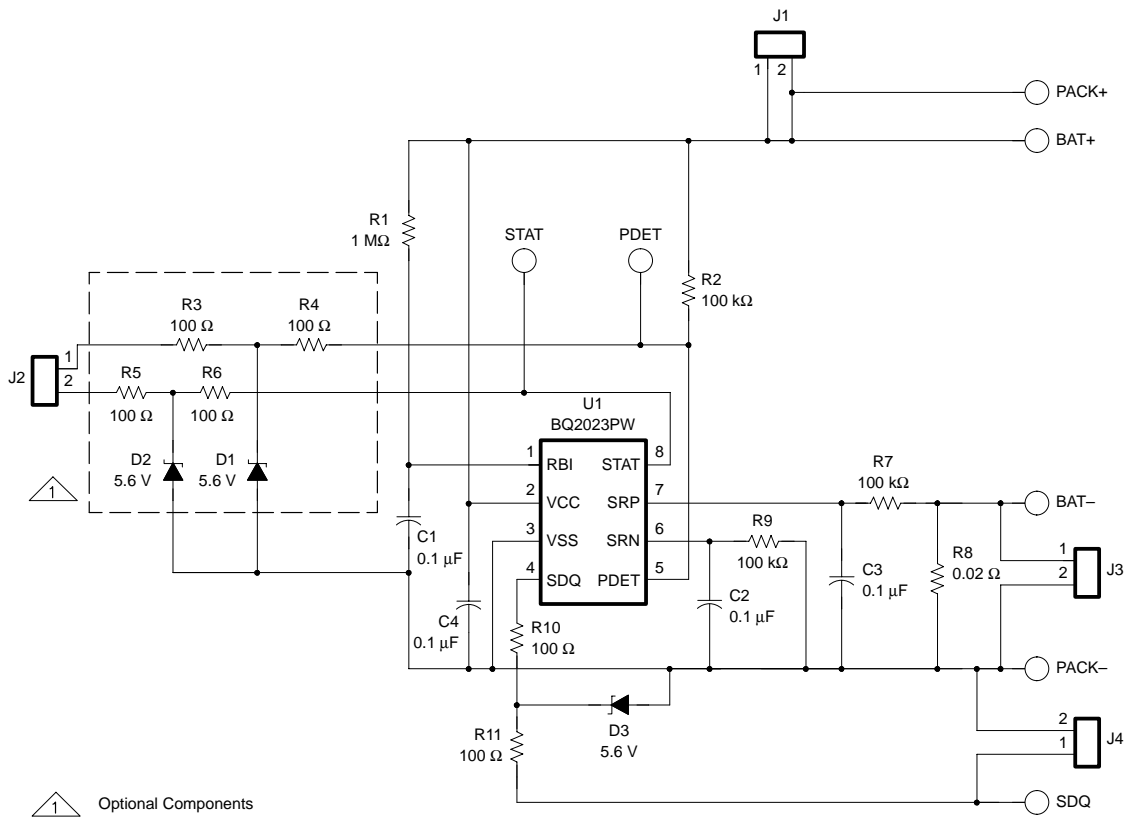 J1
1 2
PACK+
BAT+
R1
1 MΩ
STAT
PDET
R2
100 kΩ
R3
100 Ω
R4
100 Ω
J2
1
2
R5
100 Ω
R6
100 Ω
D2
5.6 V
D1
5.6 V
1
U1
BQ2023PW
1 RBI STAT 8
2 VCC SRP 7
3 VSS SRN 6
4 SDQ PDET 5
R7
100 kΩ
BAT–
R9
100 kΩ
C1
0.1 µF
C4
0.1 µF
R10
100 Ω
C2
0.1 µF
C3
0.1 µF
R8
0.02 Ω
1
2
J3
PACK–
D3
5.6 V
R11
100 Ω
2
1
J4
SDQ
1 Optional Components